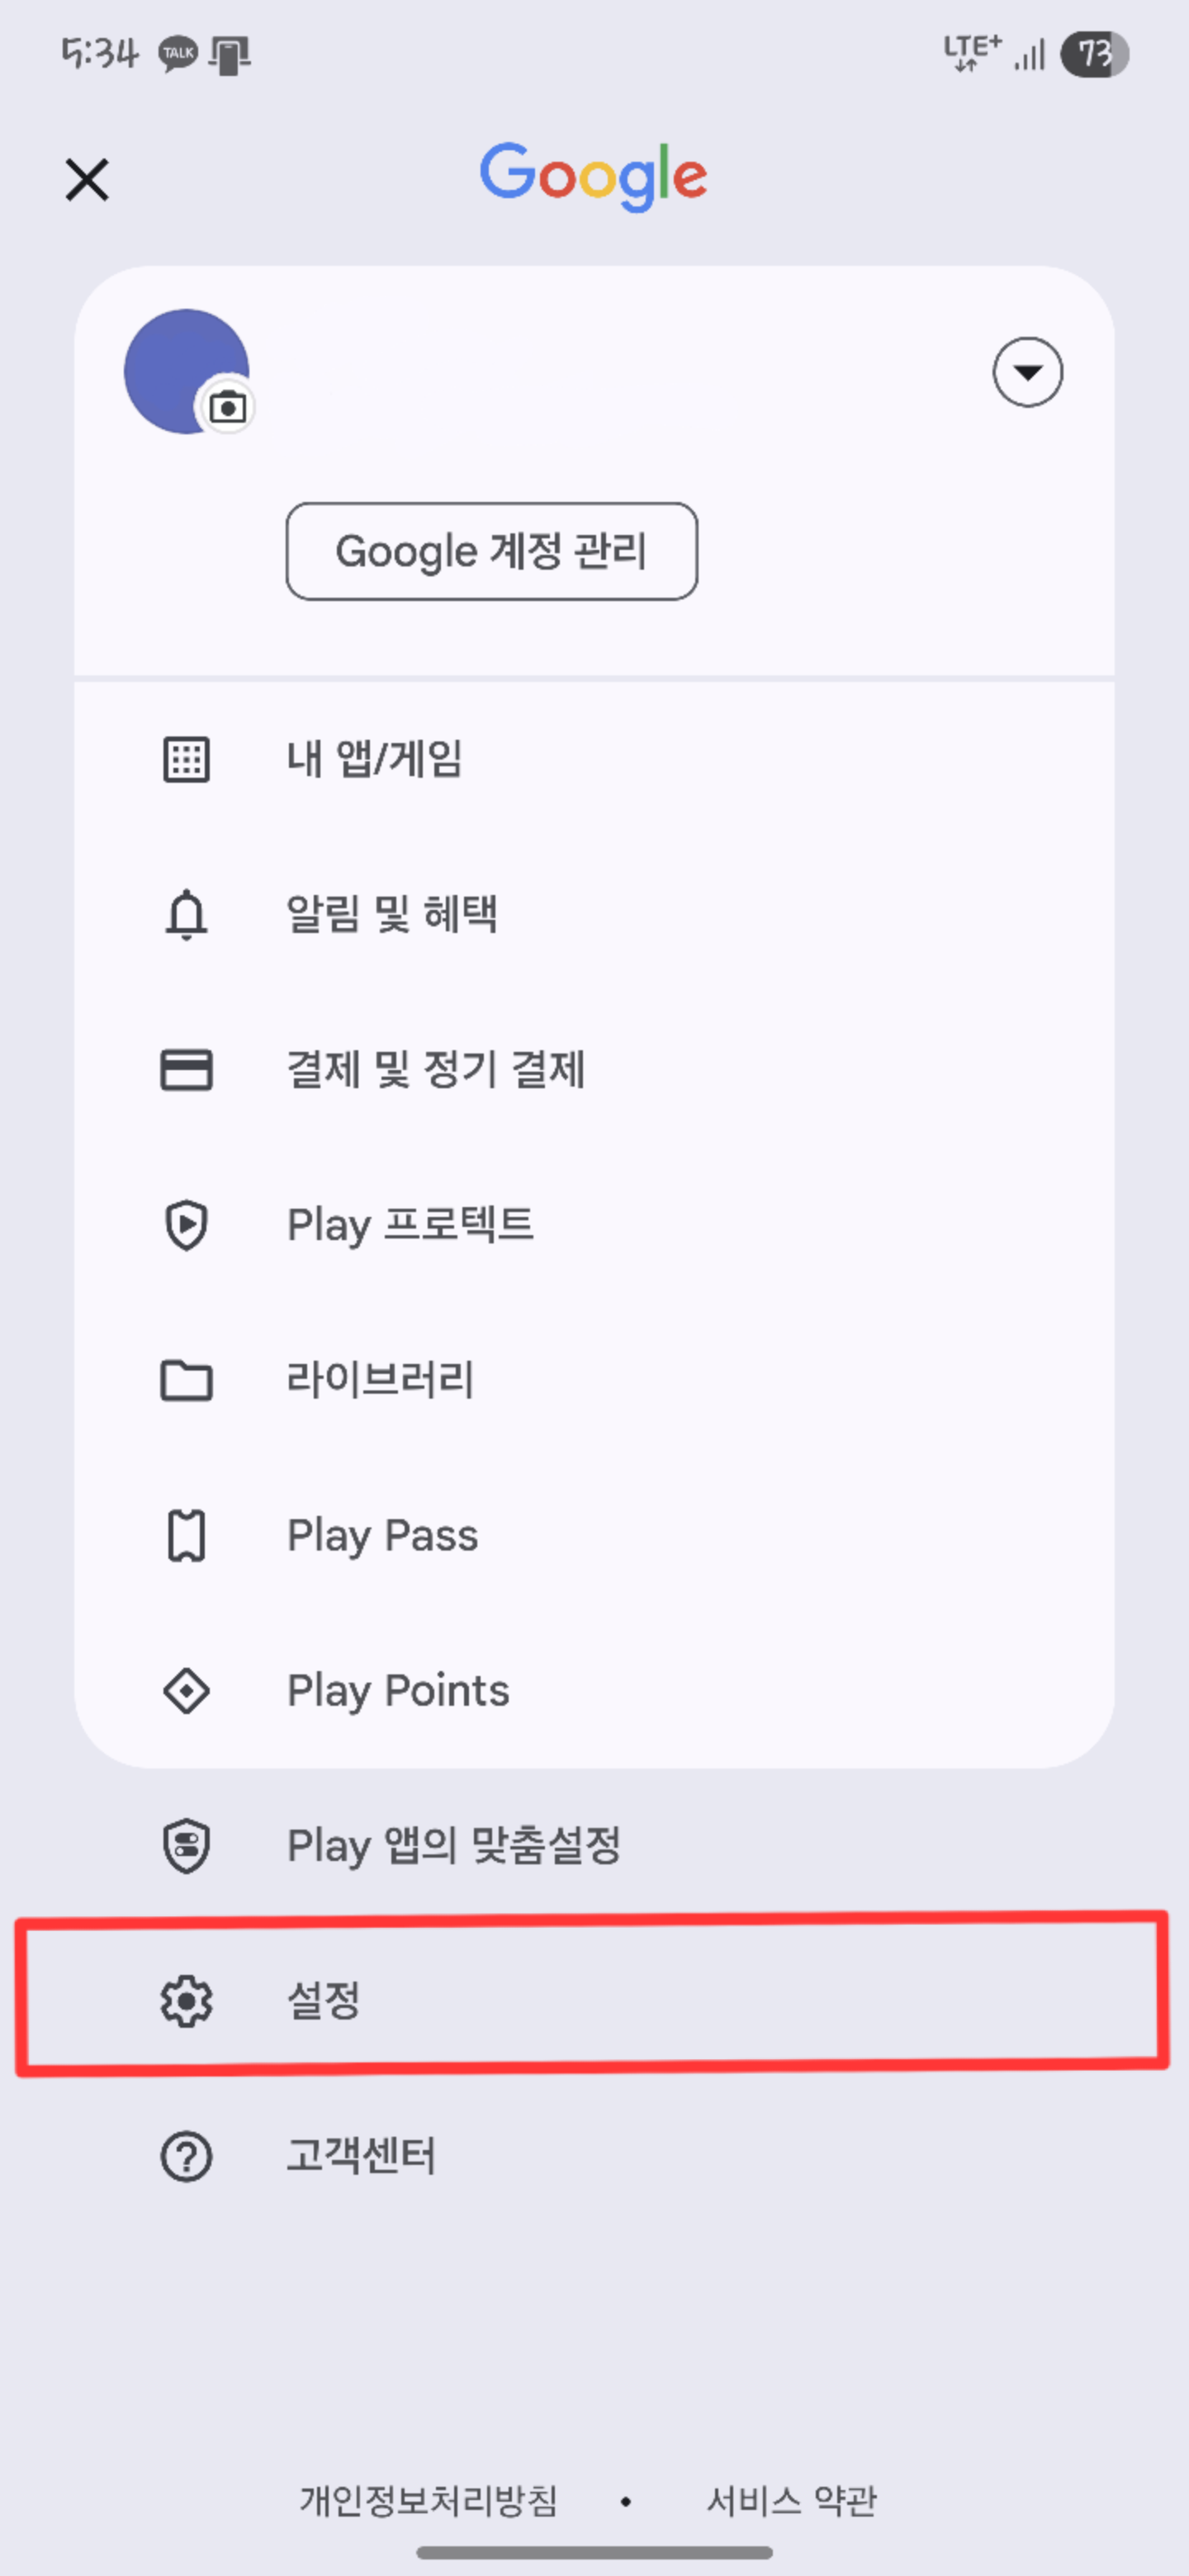 5:34 TALK LTE+ 73
Google
Google 계정 관리
내 앱/게임
알림 및 혜택
결제 및 정기 결제
Play 프로텍트
라이브러리
Play Pass
Play Points
Play 앱의 맞춤설정
설정
고객센터
개인정보처리방침 • 서비스 약관